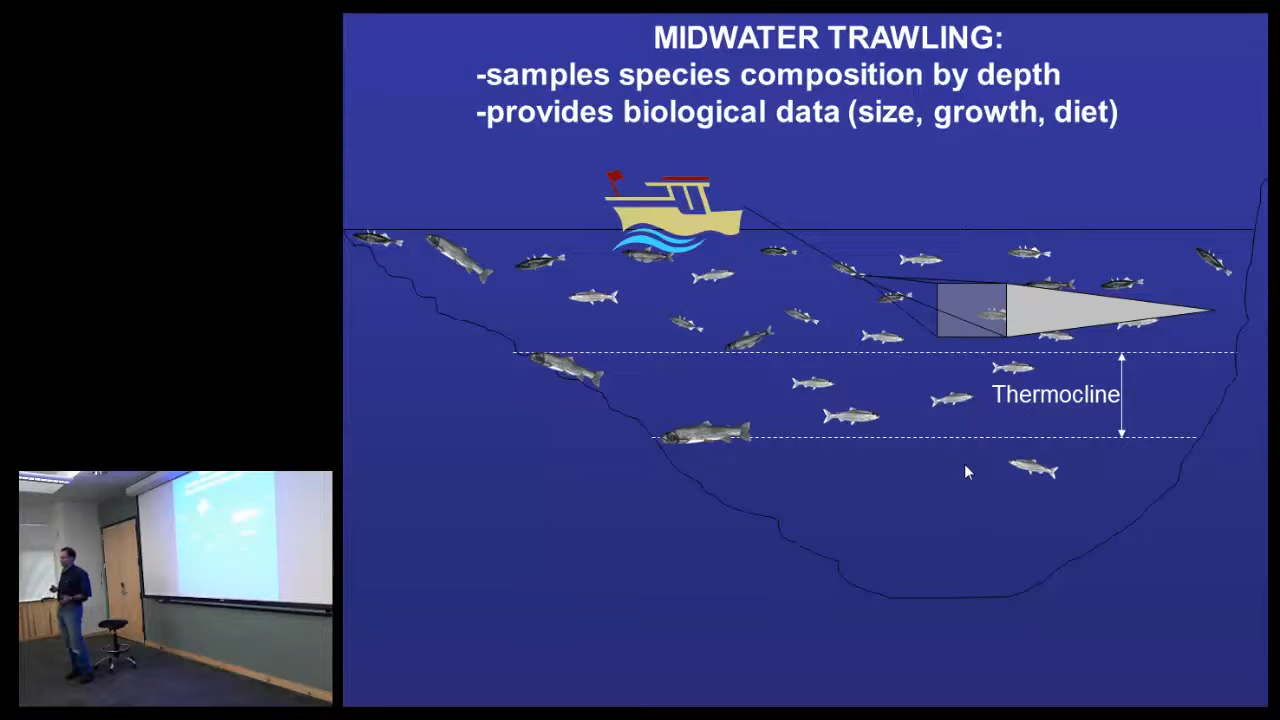 MIDWATER TRAWLING:
-samples species composition by depth
-provides biological data (size, growth, diet)
Thermocline